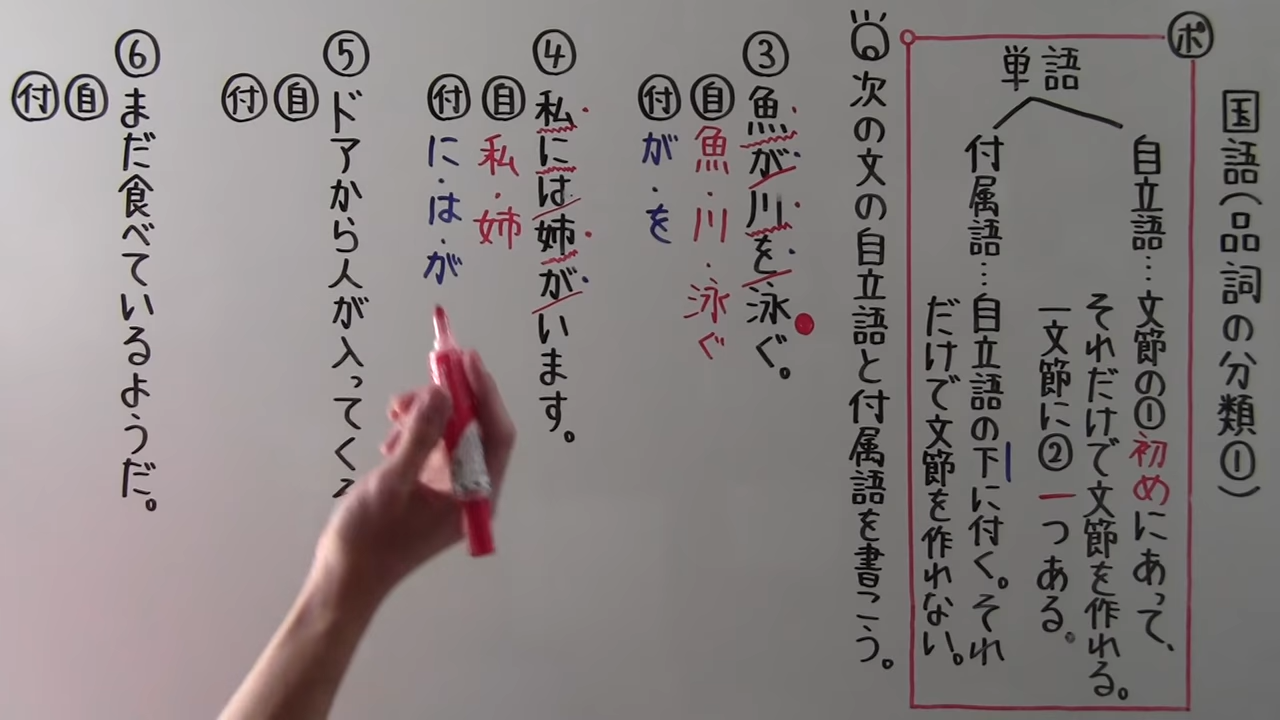 国語(品詞の分類①)
ポ
単語
自立語…文節の①初めにあって、
それだけで文節を作れる。
一文節に②一つある。
付属語…自立語の下に付く。それ
だけで文節を作れない。
次の文の自立語と付属語を書こう。
③魚が川を泳ぐ。
自 魚・川・泳ぐ
付 が・を
④私には姉がいます。
自 私・姉
付 に・は・が
⑤ドアから人が入ってく
自
付
⑥まだ食べているようだ。
自
付